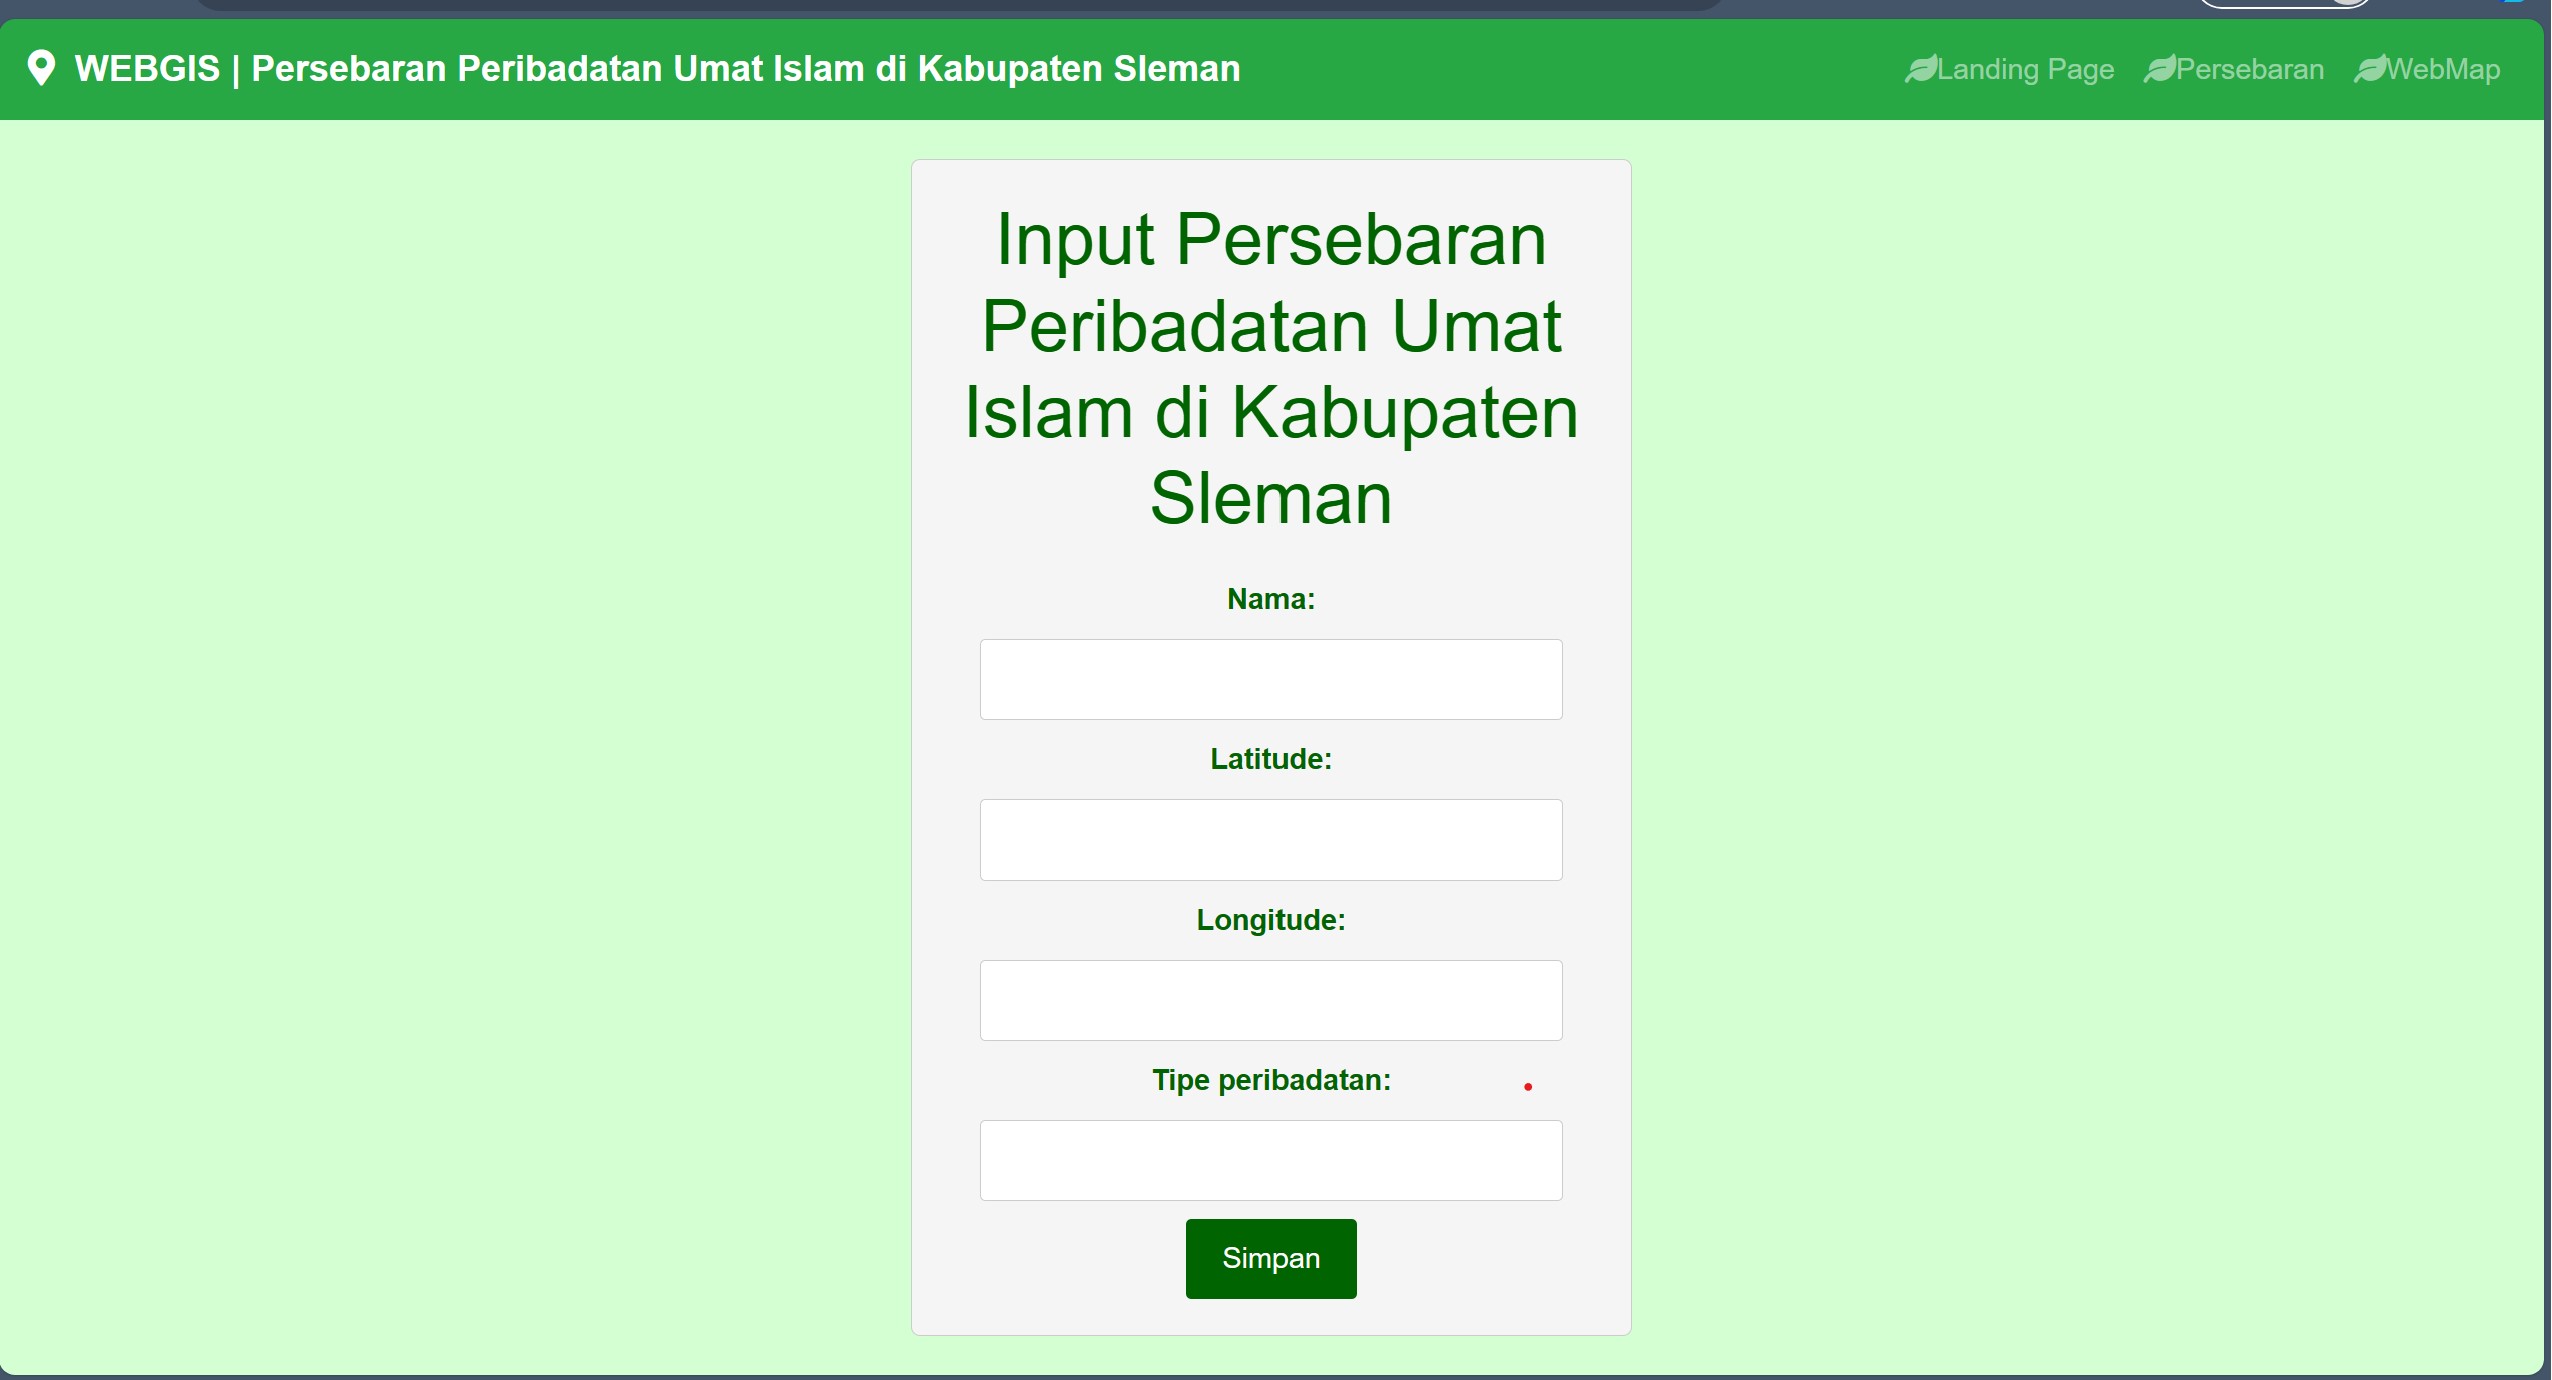 WEBGIS | Persebaran Peribadatan Umat Islam di Kabupaten Sleman
Landing Page Persebaran WebMap
Input Persebaran
Peribadatan Umat
Islam di Kabupaten
Sleman
Nama:
Latitude:
Longitude:
Tipe peribadatan:
Simpan